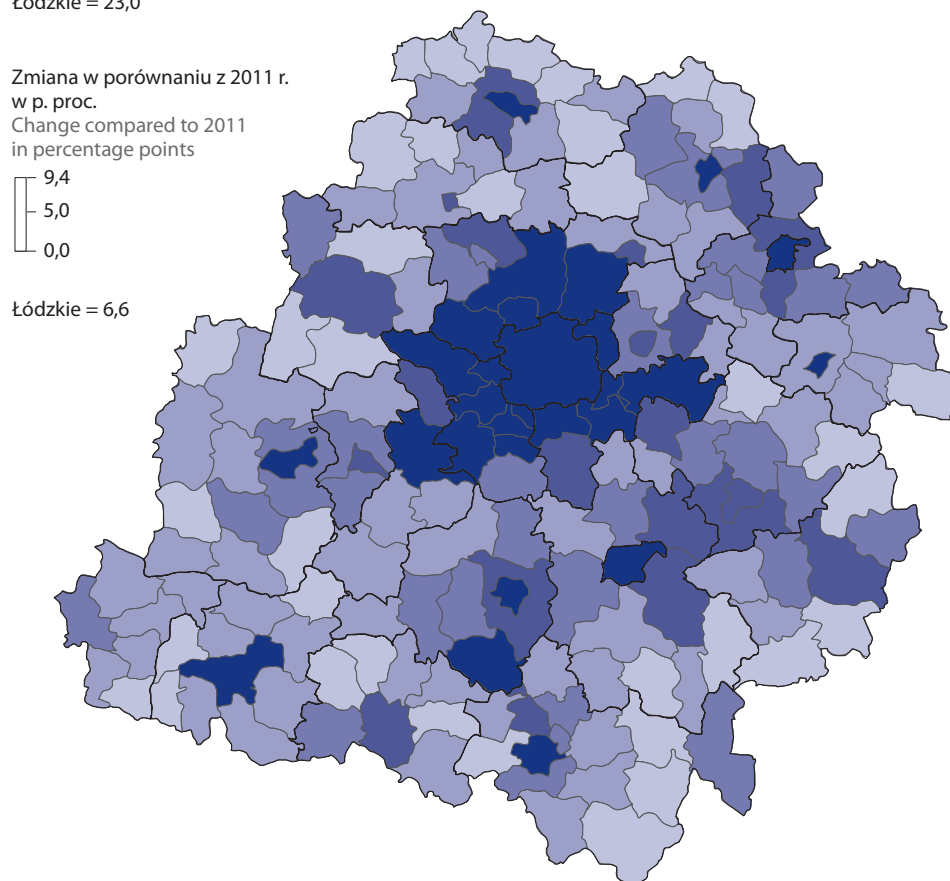 Łódzkie = 23,0
Zmiana w porównaniu z 2011 r.
w p. proc.
Change compared to 2011
in percentage points
9,4
5,0
0,0
Łódzkie = 6,6